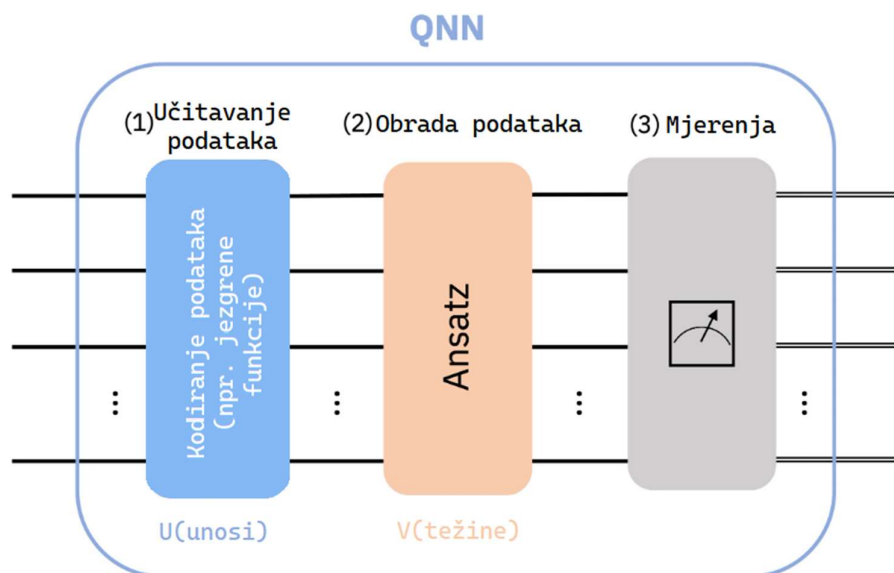 QNN
(1) Učitavanje
podataka
(2) Obrada podataka
(3) Mjerenja
Kodiranje podataka
(npr. jezgrene
funkcije)
Ansatz
U(unosi)
V(težine)